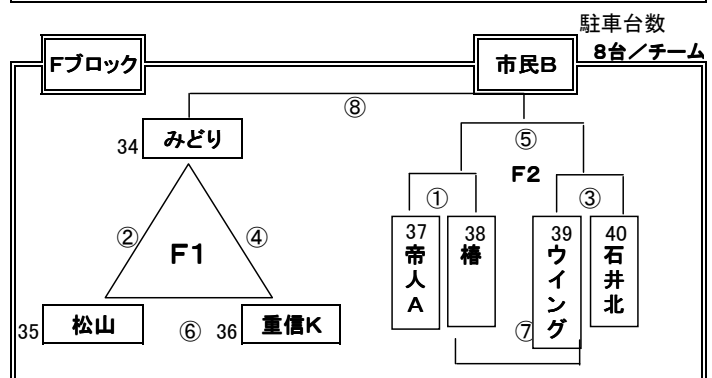 駐車台数
8台／チーム
Fブロック
市民B
⑧
34
みどり
⑤
F2
①
③
②
F1
④
37
帝人A
38
椿
39
ウイング
40
石井北
35
松山
⑥
36
重信K
⑦